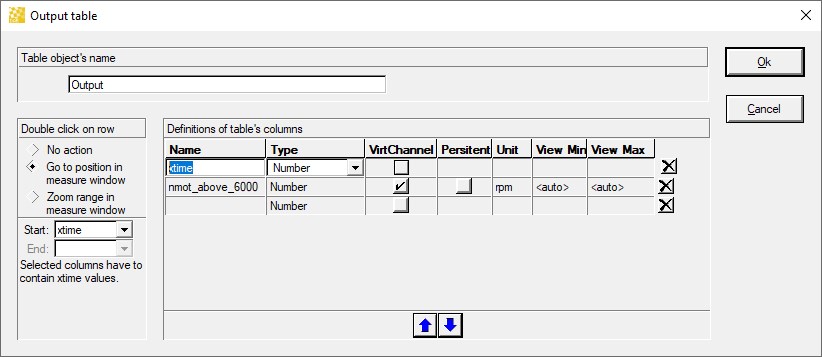 Output table
Table object's name
Output
Ok
Cancel
Double click on row
No action
Go to position in
measure window
Zoom range in
measure window
Start: xtime
End:
Selected columns have to
contain xtime values.
Definitions of table's columns
Name Type VirtChannel Persitent Unit View Min View Max
xtime Number
nmot_above_6000 Number rpm <auto> <auto>
Number